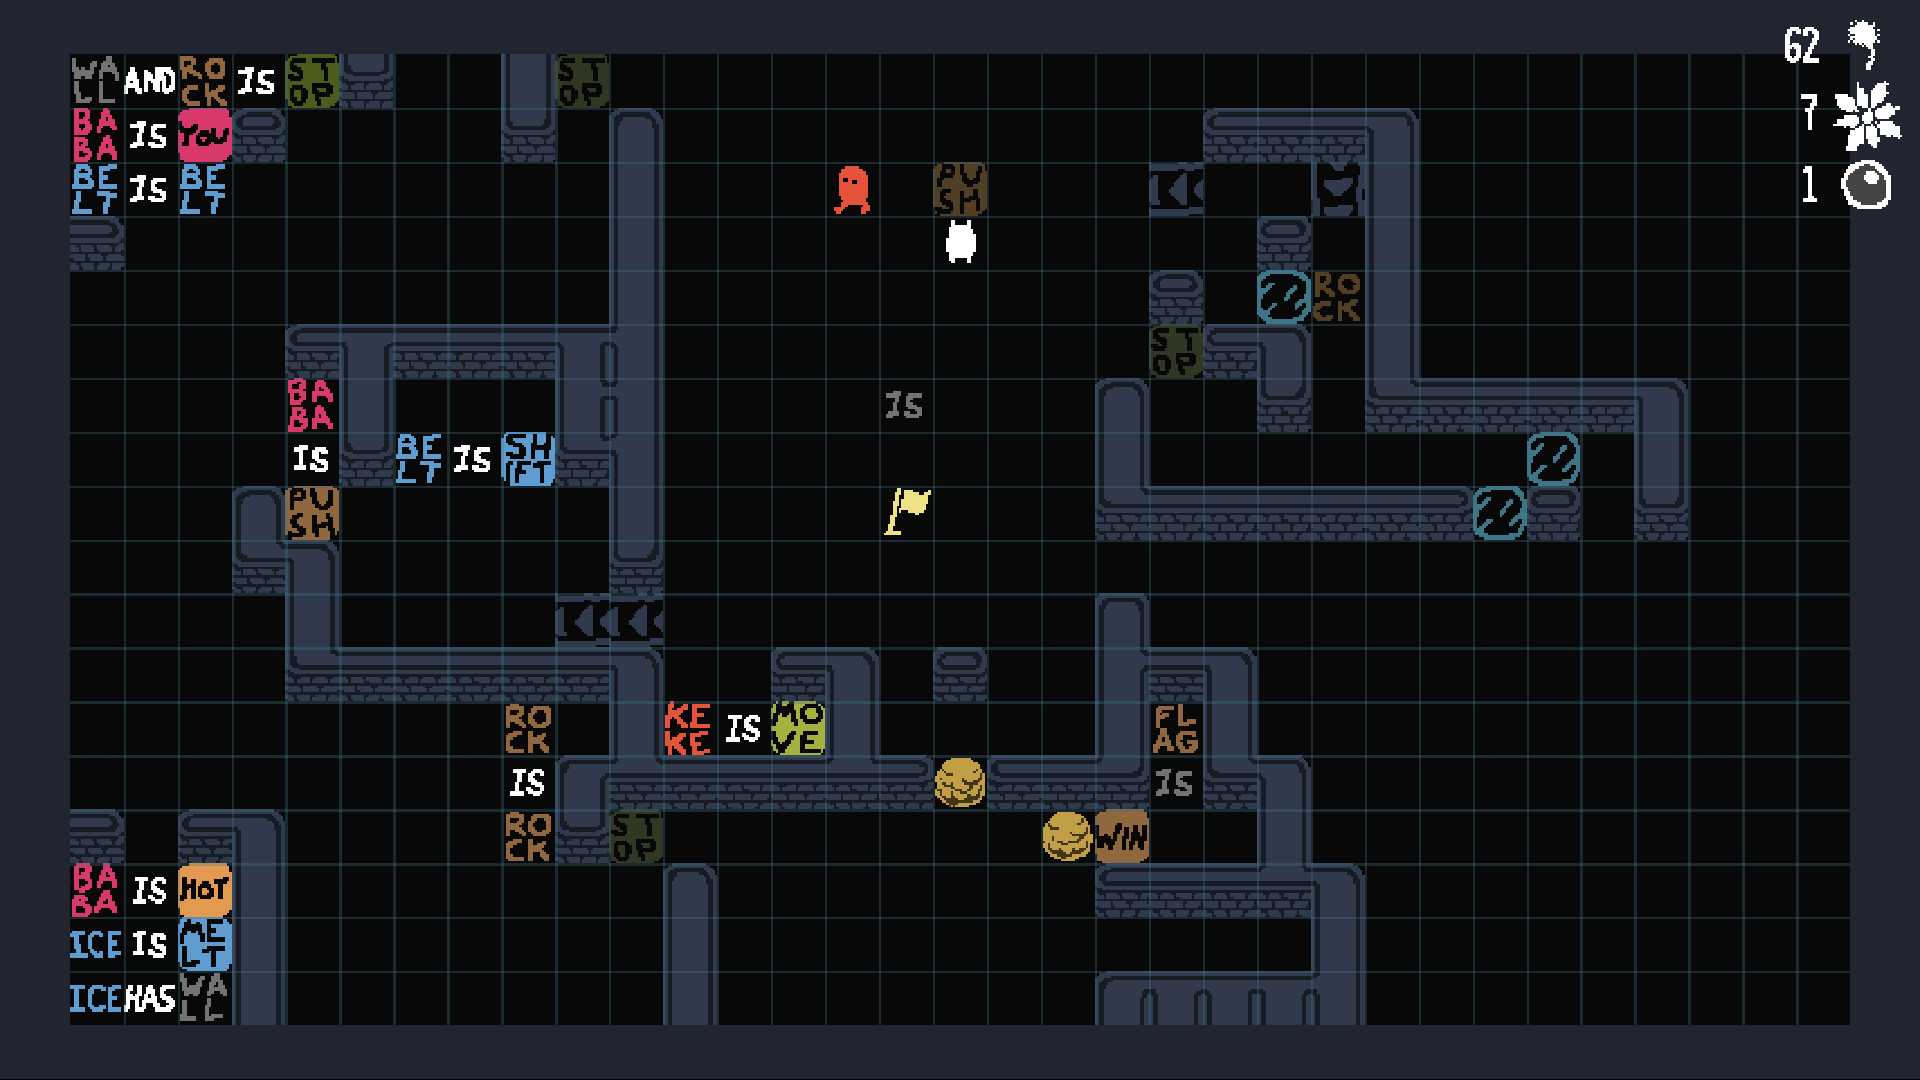 WALL AND ROCK IS STOP STOP
62
BABA IS YOU
7
BELT IS BELT PUSH
1
ROCK
STOP
BABA IS
IS BELT IS SHIFT
PUSH
ROCK KEKE IS MOVE FLAG
IS IS
ROCK STOP WIN
BABA IS HOT
ICE IS MELT
ICE HAS WALL